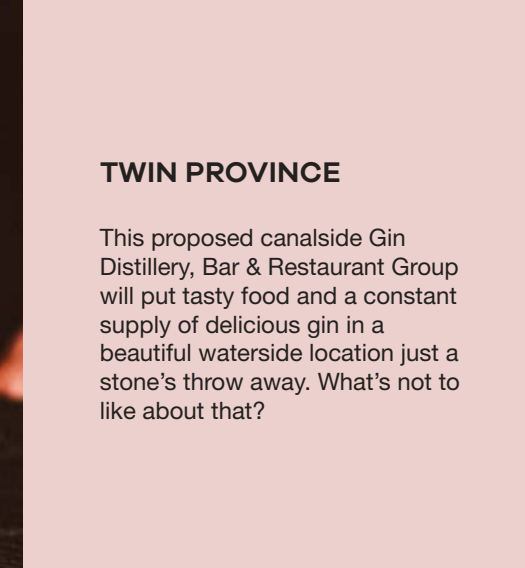 TWIN PROVINCE
This proposed canalside Gin
Distillery, Bar & Restaurant Group
will put tasty food and a constant
supply of delicious gin in a
beautiful waterside location just a
stone’s throw away. What’s not to
like about that?